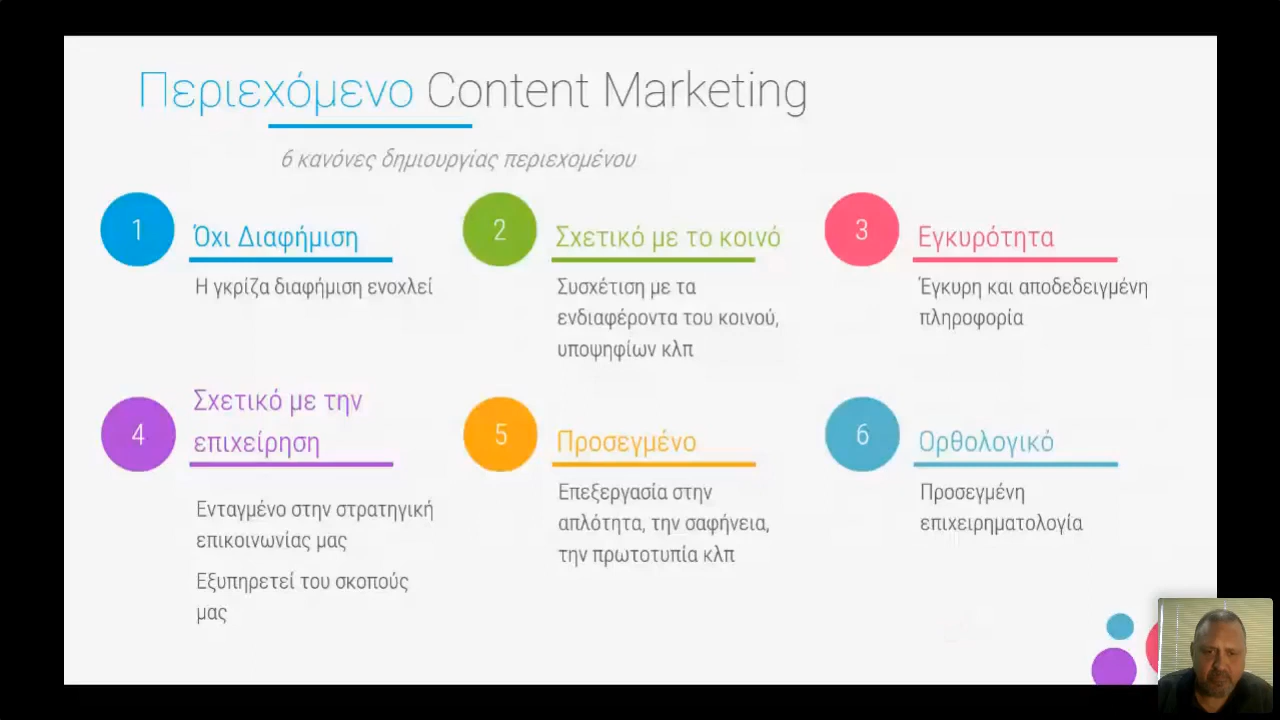 Περιεχόμενο Content Marketing
6 κανόνες δημιουργίας περιεχομένου
1
Όχι Διαφήμιση
Η γκρίζα διαφήμιση ενοχλεί
2
Σχετικό με το κοινό
Συσχέτιση με τα
ενδιαφέροντα του κοινού,
υποψηφίων κλπ
3
Εγκυρότητα
Έγκυρη και αποδεδειγμένη
πληροφορία
4
Σχετικό με την
επιχείρηση
Ενταγμένο στην στρατηγική
επικοινωνίας μας
Εξυπηρετεί του σκοπούς
μας
5
Προσεγμένο
Επεξεργασία στην
απλότητα, την σαφήνεια,
την πρωτοτυπία κλπ
6
Ορθολογικό
Προσεγμένη
επιχειρηματολογία